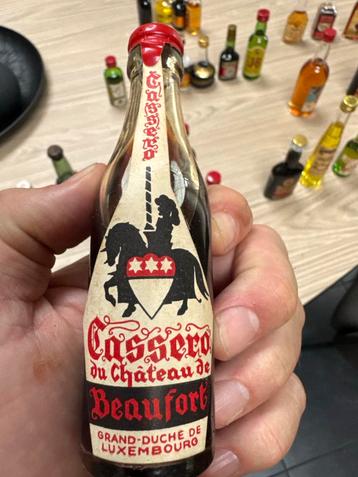 Cassero
Cassero
du Château de
Beaufort
GRAND-DUCHE DE
LUXEMBOURG